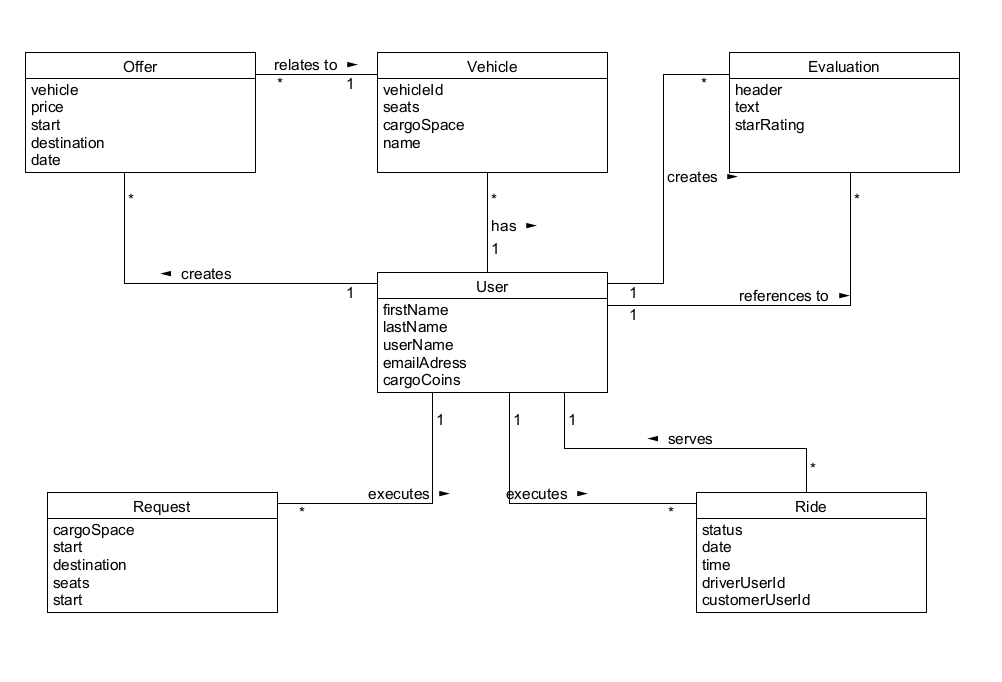 Offer
vehicle
price
start
destination
date
relates to ►
* 1
Vehicle
vehicleId
seats
cargoSpace
name
Evaluation
header
text
starRating
*
creates ►
*
*
has ►
1
*
◄ creates
1
User
firstName
lastName
userName
emailAdress
cargoCoins
1
references to ►
1
1
1
1
◄ serves
*
executes ►
*
executes ►
*
Request
cargoSpace
start
destination
seats
start
Ride
status
date
time
driverUserId
customerUserId